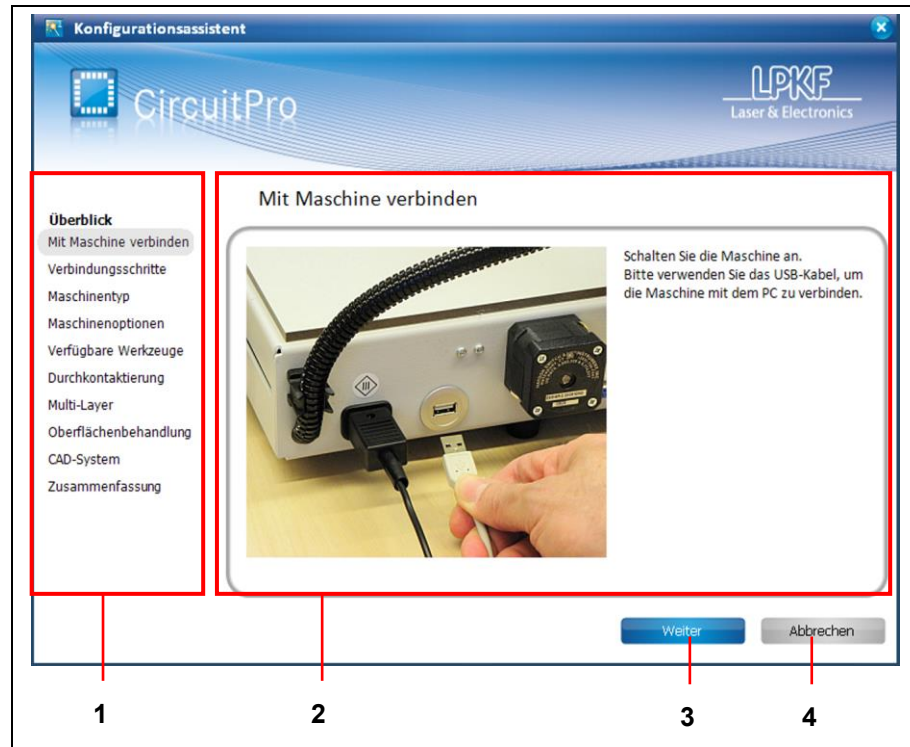 Konfigurationsassistent
CircuitPro
LPKF
Laser & Electronics
Überblick
Mit Maschine verbinden
Verbindungsschritte
Maschinentyp
Maschinenoptionen
Verfügbare Werkzeuge
Durchkontaktierung
Multi-Layer
Oberflächenbehandlung
CAD-System
Zusammenfassung
Mit Maschine verbinden
Schalten Sie die Maschine an.
Bitte verwenden Sie das USB-Kabel, um
die Maschine mit dem PC zu verbinden.
Weiter
Abbrechen
1
2
3
4